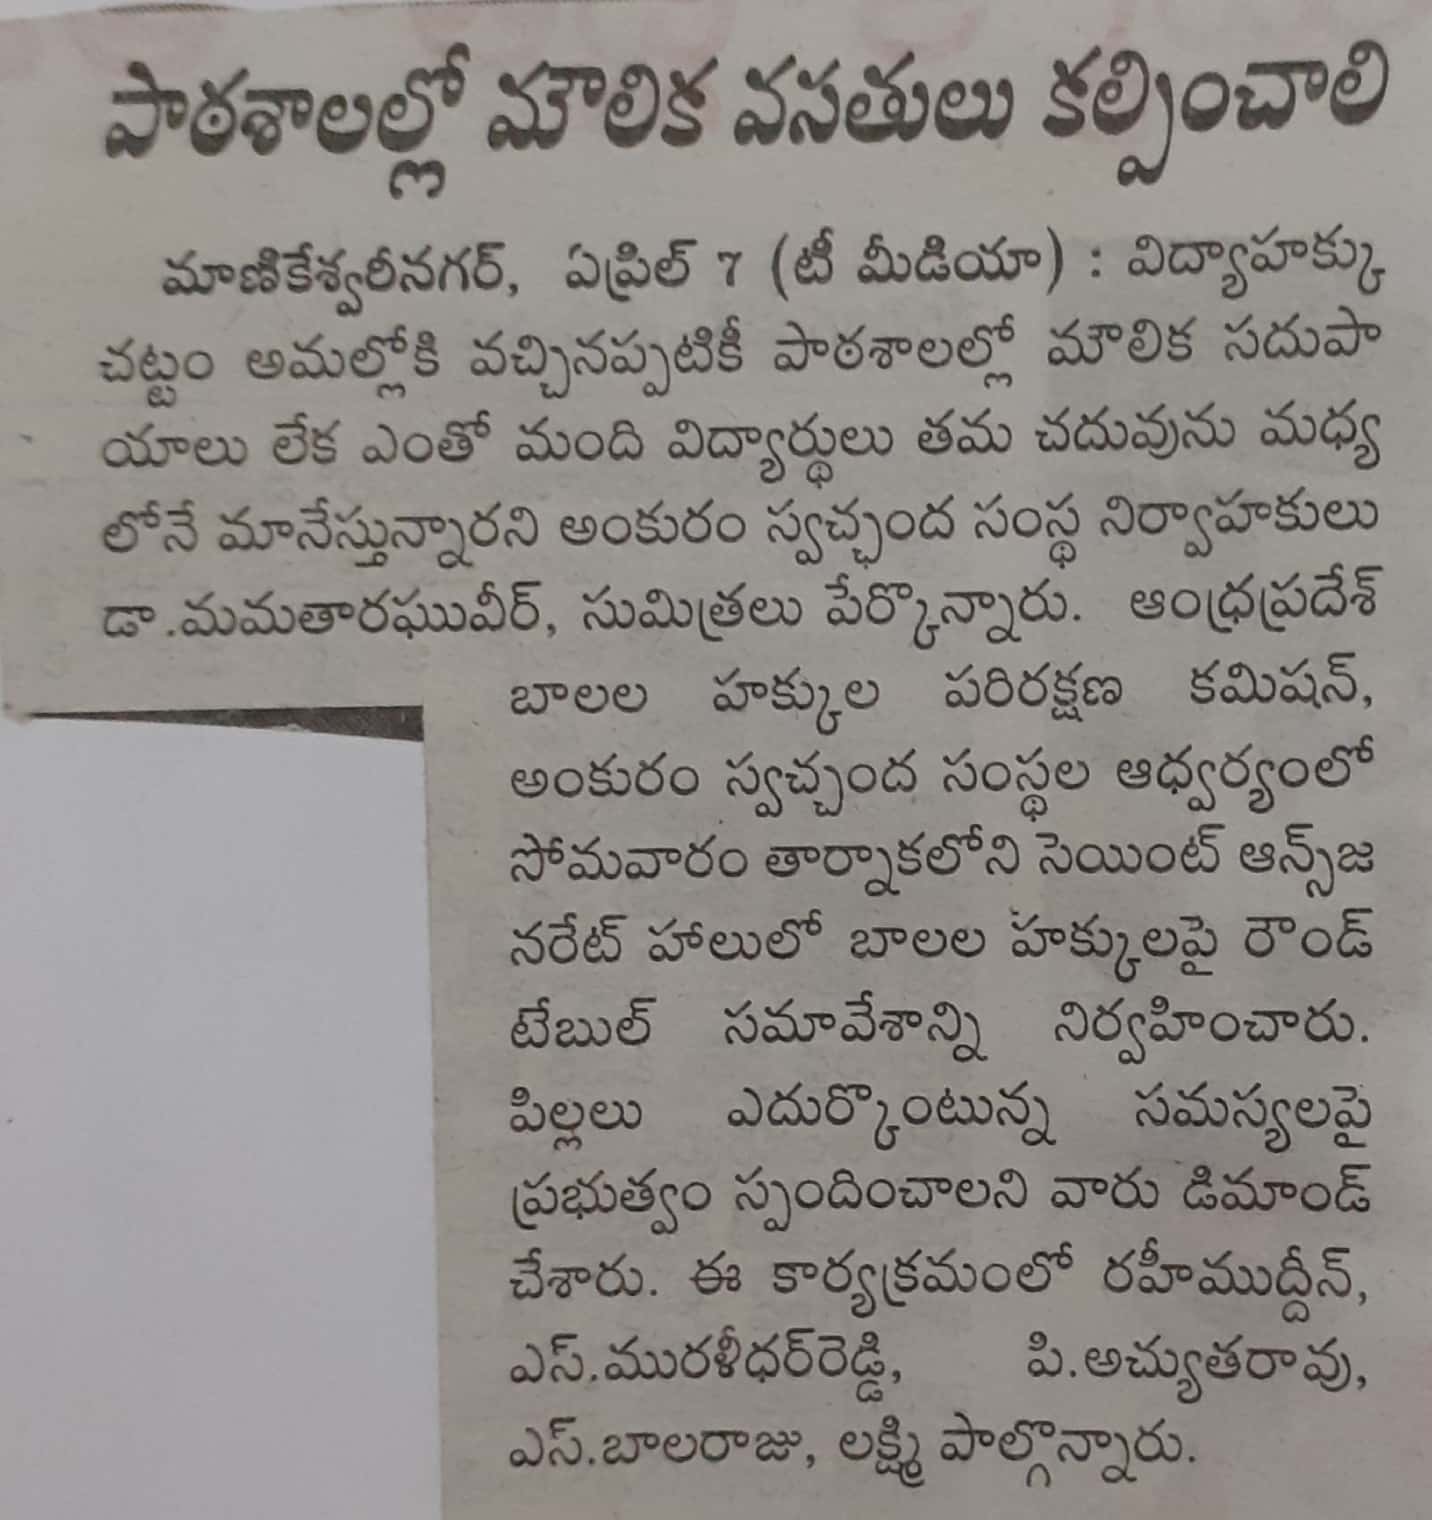 పాఠశాలల్లో మౌలిక వసతులు కల్పించాలి
మాణికేశ్వరీనగర్, ఏప్రిల్ 7 (టీ మీడియా) : విద్యాహక్కు
చట్టం అమల్లోకి వచ్చినప్పటికీ పాఠశాలల్లో మౌలిక సదుపా
యాలు లేక ఎంతో మంది విద్యార్థులు తమ చదువును మధ్య
లోనే మానేస్తున్నారని అంకురం స్వచ్ఛంద సంస్థ నిర్వాహకులు
డా.మమతారఘువీర్, సుమిత్రలు పేర్కొన్నారు. ఆంధ్రప్రదేశ్
బాలల హక్కుల పరిరక్షణ కమిషన్,
అంకురం స్వచ్ఛంద సంస్థల ఆధ్వర్యంలో
సోమవారం తార్నాకలోని సెయింట్ ఆన్స్‌జ
నరేట్ హాలులో బాలల హక్కులపై రౌండ్
టేబుల్ సమావేశాన్ని నిర్వహించారు.
పిల్లలు ఎదుర్కొంటున్న సమస్యలపై
ప్రభుత్వం స్పందించాలని వారు డిమాండ్
చేశారు. ఈ కార్యక్రమంలో రహీముద్దీన్,
ఎస్.మురళీధర్‌రెడ్డి, పి.అచ్యుతరావు,
ఎస్.బాలరాజు, లక్ష్మి పాల్గొన్నారు.